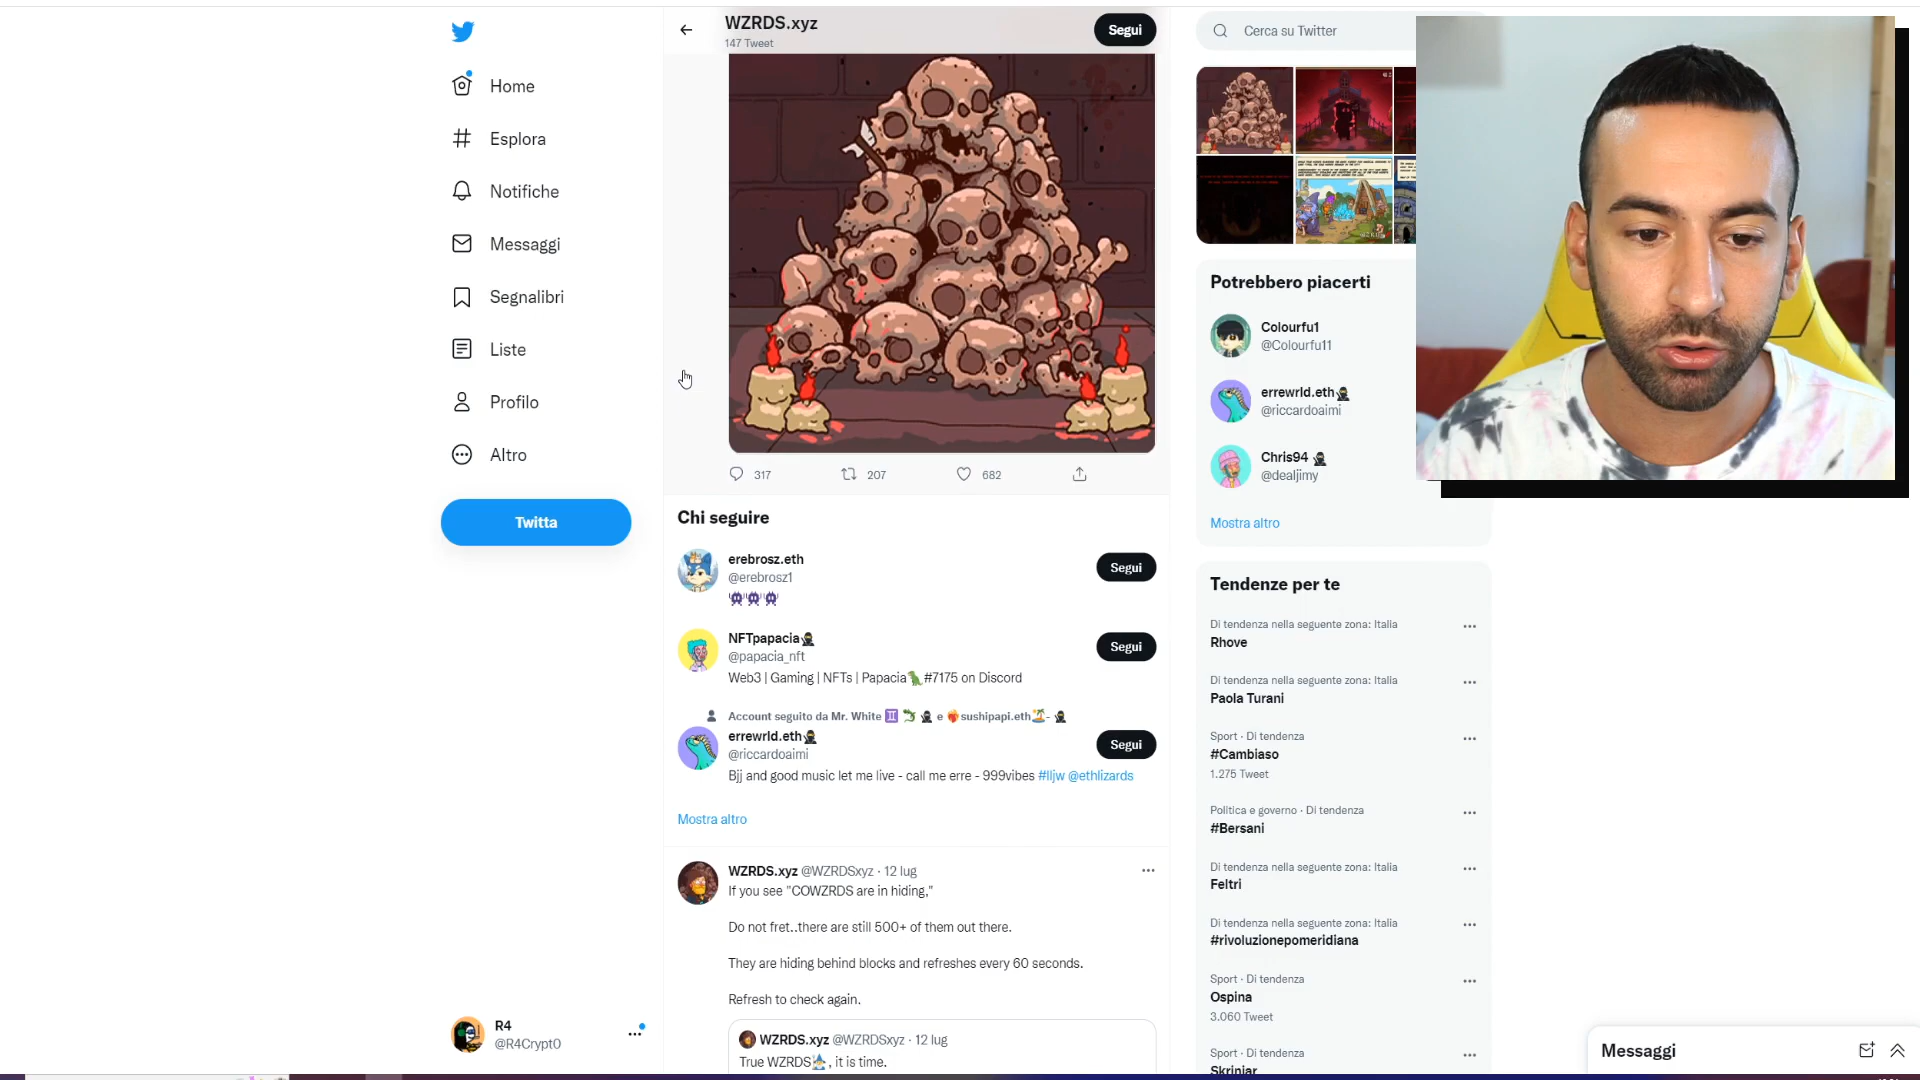 WZRDS.xyz
147 Tweet
Segui
Cerca su Twitter
Home
Esplora
Notifiche
Messaggi
Segnalibri
Liste
Profilo
Altro
Twitta
R4
@R4Crypt0
317
207
682
Chi seguire
erebrosz.eth
@erebrosz1
Segui
NFTpapacia
@papacia_nft
Segui
Web3 | Gaming | NFTs | Papacia🦖#7175 on Discord
Account seguito da Mr. White ♊ 🐉 🥷 e ❤️‍🔥sushipapi.eth🏝️- 🥷
errewrld.eth🥷
@riccardoaimi
Segui
Bjj and good music let me live - call me erre - 999vibes #lljw @ethlizards
Mostra altro
WZRDS.xyz @WZRDSxyz · 12 lug
If you see "COWZRDS are in hiding,"
Do not fret..there are still 500+ of them out there.
They are hiding behind blocks and refreshes every 60 seconds.
Refresh to check again.
WZRDS.xyz @WZRDSxyz · 12 lug
True WZRDS🧙‍♂️, it is time.
Potrebbero piacerti
Colourfu1
@Colourfu11
errewrld.eth🥷
@riccardoaimi
Chris94 🥷
@dealjimy
Mostra altro
Tendenze per te
Di tendenza nella seguente zona: Italia
Rhove
Di tendenza nella seguente zona: Italia
Paola Turani
Sport · Di tendenza
#Cambiaso
1.275 Tweet
Politica e governo · Di tendenza
#Bersani
Di tendenza nella seguente zona: Italia
Feltri
Di tendenza nella seguente zona: Italia
#rivoluzionepomeridiana
Sport · Di tendenza
Ospina
3.060 Tweet
Sport · Di tendenza
Skriniar
Messaggi